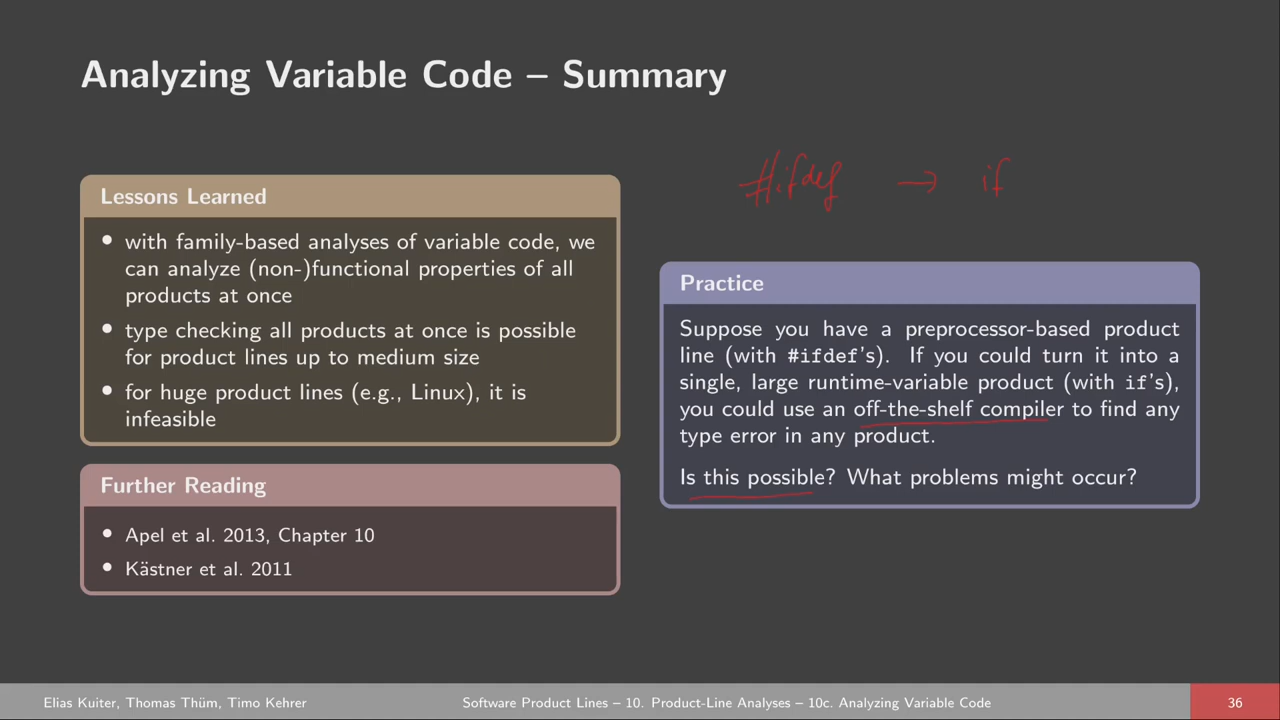 Analyzing Variable Code – Summary
#ifdef → if
Lessons Learned
• with family-based analyses of variable code, we
can analyze (non-)functional properties of all
products at once
• type checking all products at once is possible
for product lines up to medium size
• for huge product lines (e.g., Linux), it is
infeasible
Further Reading
• Apel et al. 2013, Chapter 10
• Kästner et al. 2011
Practice
Suppose you have a preprocessor-based product
line (with #ifdef's). If you could turn it into a
single, large runtime-variable product (with if's),
you could use an off-the-shelf compiler to find any
type error in any product.
Is this possible? What problems might occur?
Elias Kuiter, Thomas Thüm, Timo Kehrer
Software Product Lines – 10. Product-Line Analyses – 10c. Analyzing Variable Code
36